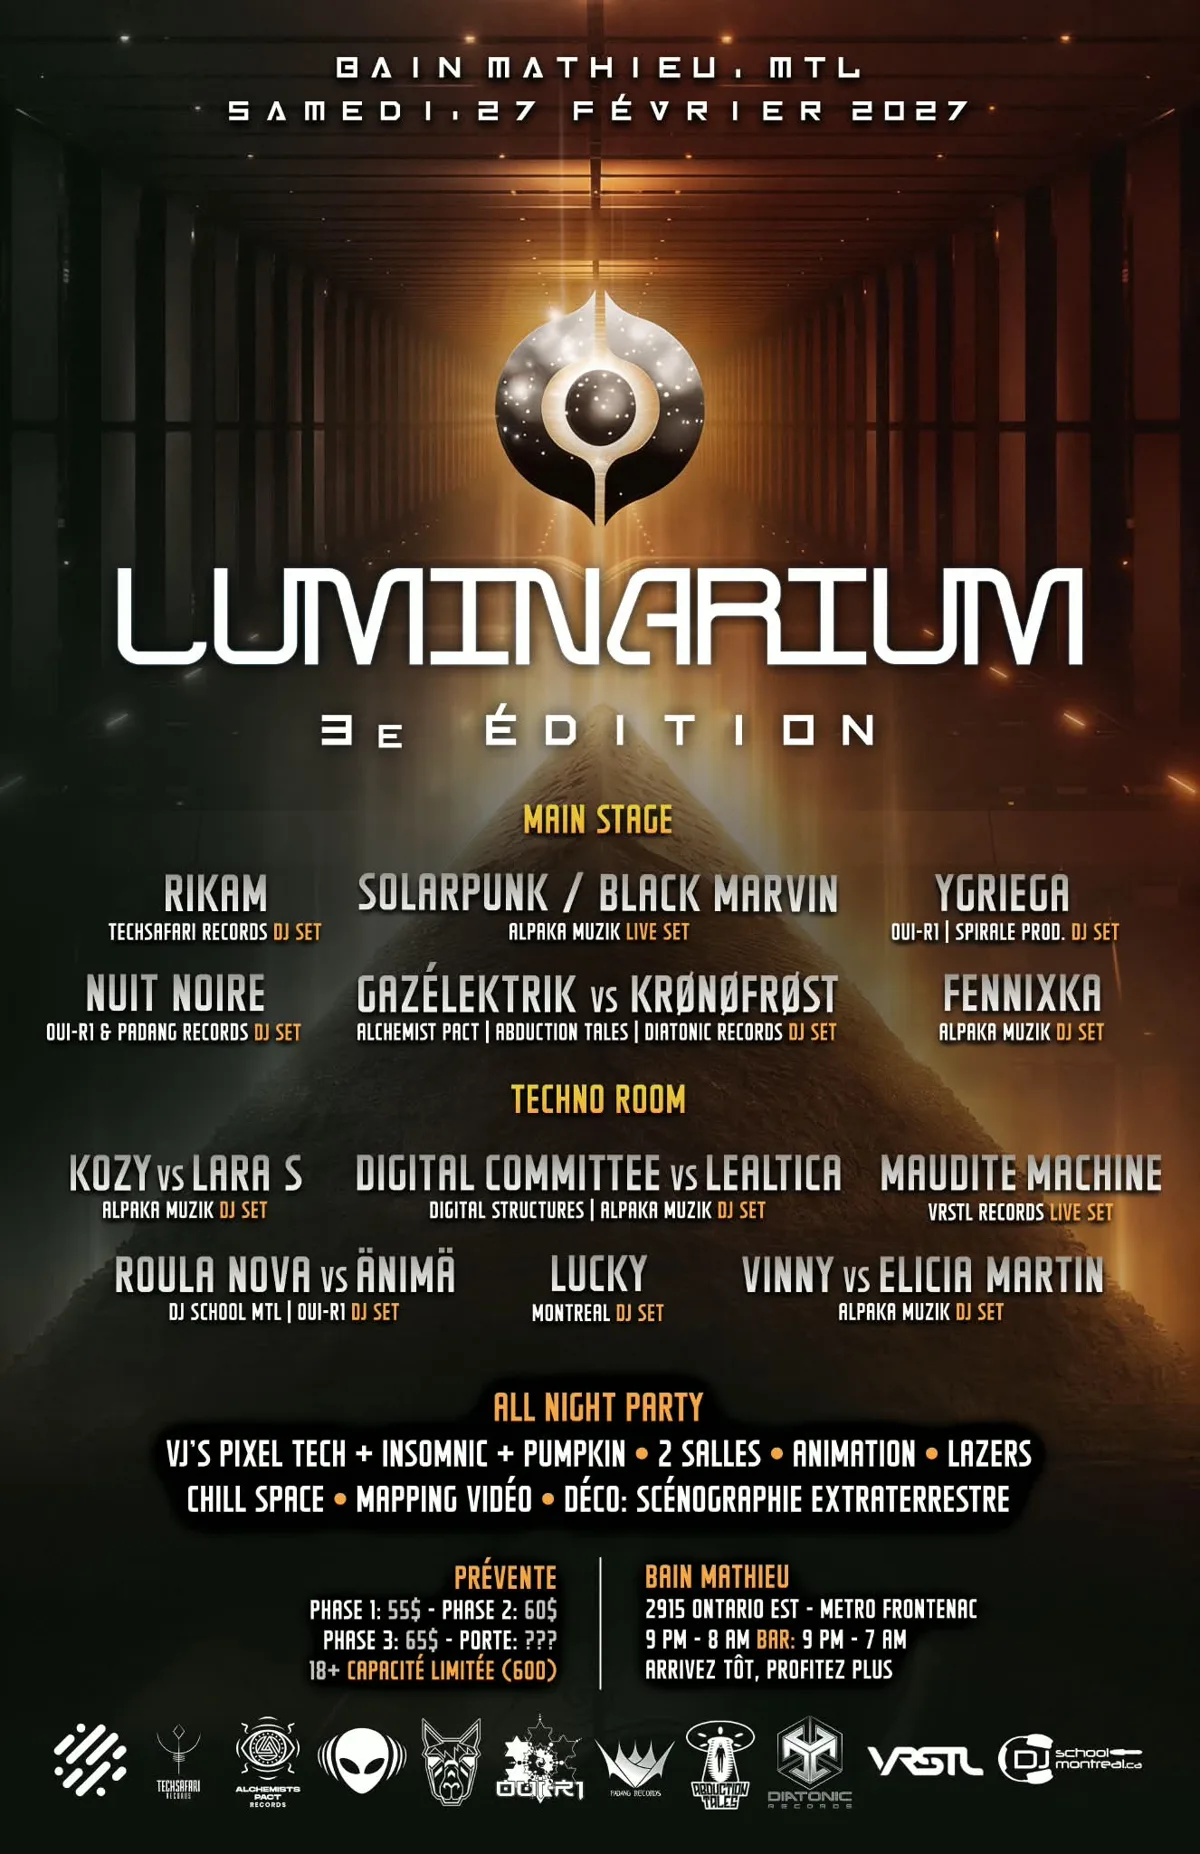 BAIN MATHIEU, MTL
SAMEDI, 27 FÉVRIER 2027
LUMINARIUM
3E ÉDITION
MAIN STAGE
RIKAM
TECHSAFARI RECORDS DJ SET
SOLARPUNK / BLACK MARVIN
ALPAKA MUZIK LIVE SET
YGRIEGA
OUI-R1 | SPIRALE PROD. DJ SET
NUIT NOIRE
OUI-R1 & PADANG RECORDS DJ SET
GAZÉLEKTRIK VS KRØNØFRØST
ALCHEMIST PACT | ABDUCTION TALES | DIATONIC RECORDS DJ SET
FENNIXKA
ALPAKA MUZIK DJ SET
TECHNO ROOM
KOZY VS LARA S
ALPAKA MUZIK DJ SET
DIGITAL COMMITTEE VS LEALTICA
DIGITAL STRUCTURES | ALPAKA MUZIK DJ SET
MAUDITE MACHINE
VRSTL RECORDS LIVE SET
ROULA NOVA VS ÄNIMÄ
DJ SCHOOL MTL | OUI-R1 DJ SET
LUCKY
MONTREAL DJ SET
VINNY VS ELICIA MARTIN
ALPAKA MUZIK DJ SET
ALL NIGHT PARTY
VJ'S PIXEL TECH + INSOMNIC + PUMPKIN • 2 SALLES • ANIMATION • LAZERS
CHILL SPACE • MAPPING VIDÉO • DÉCO: SCÉNOGRAPHIE EXTRATERRESTRE
PRÉVENTE
PHASE 1: 55$ - PHASE 2: 60$
PHASE 3: 65$ - PORTE: ???
18+ CAPACITÉ LIMITÉE (600)
BAIN MATHIEU
2915 ONTARIO EST - METRO FRONTENAC
9 PM - 8 AM BAR: 9 PM - 7 AM
ARRIVEZ TÔT, PROFITEZ PLUS
TECHSAFARI
RECORDS
ALCHEMISTS
PACT
RECORDS
OUI-R1
PADANG RECORDS
ABDUCTION
TALES
DIATONIC
RECORDS
VRSTL
DJ school
montreal.ca